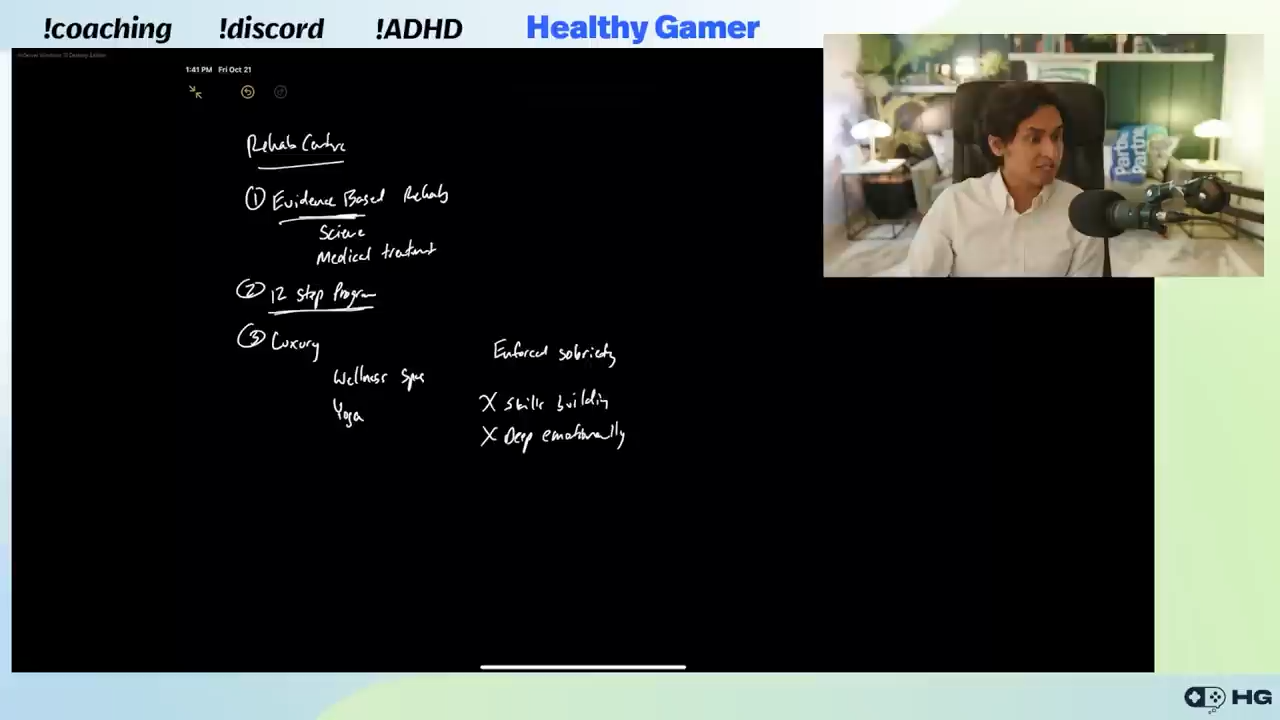 !coaching !discord !ADHD Healthy Gamer
1:41 PM Fri Oct 21
Rehab Centre
① Evidence Based Rehab
Science
Medical treatment
② 12 Step Program
③ Luxury
Wellness Spa
Yoga
Enforced sobriety
X Skills building
X Deep emotionally
HG